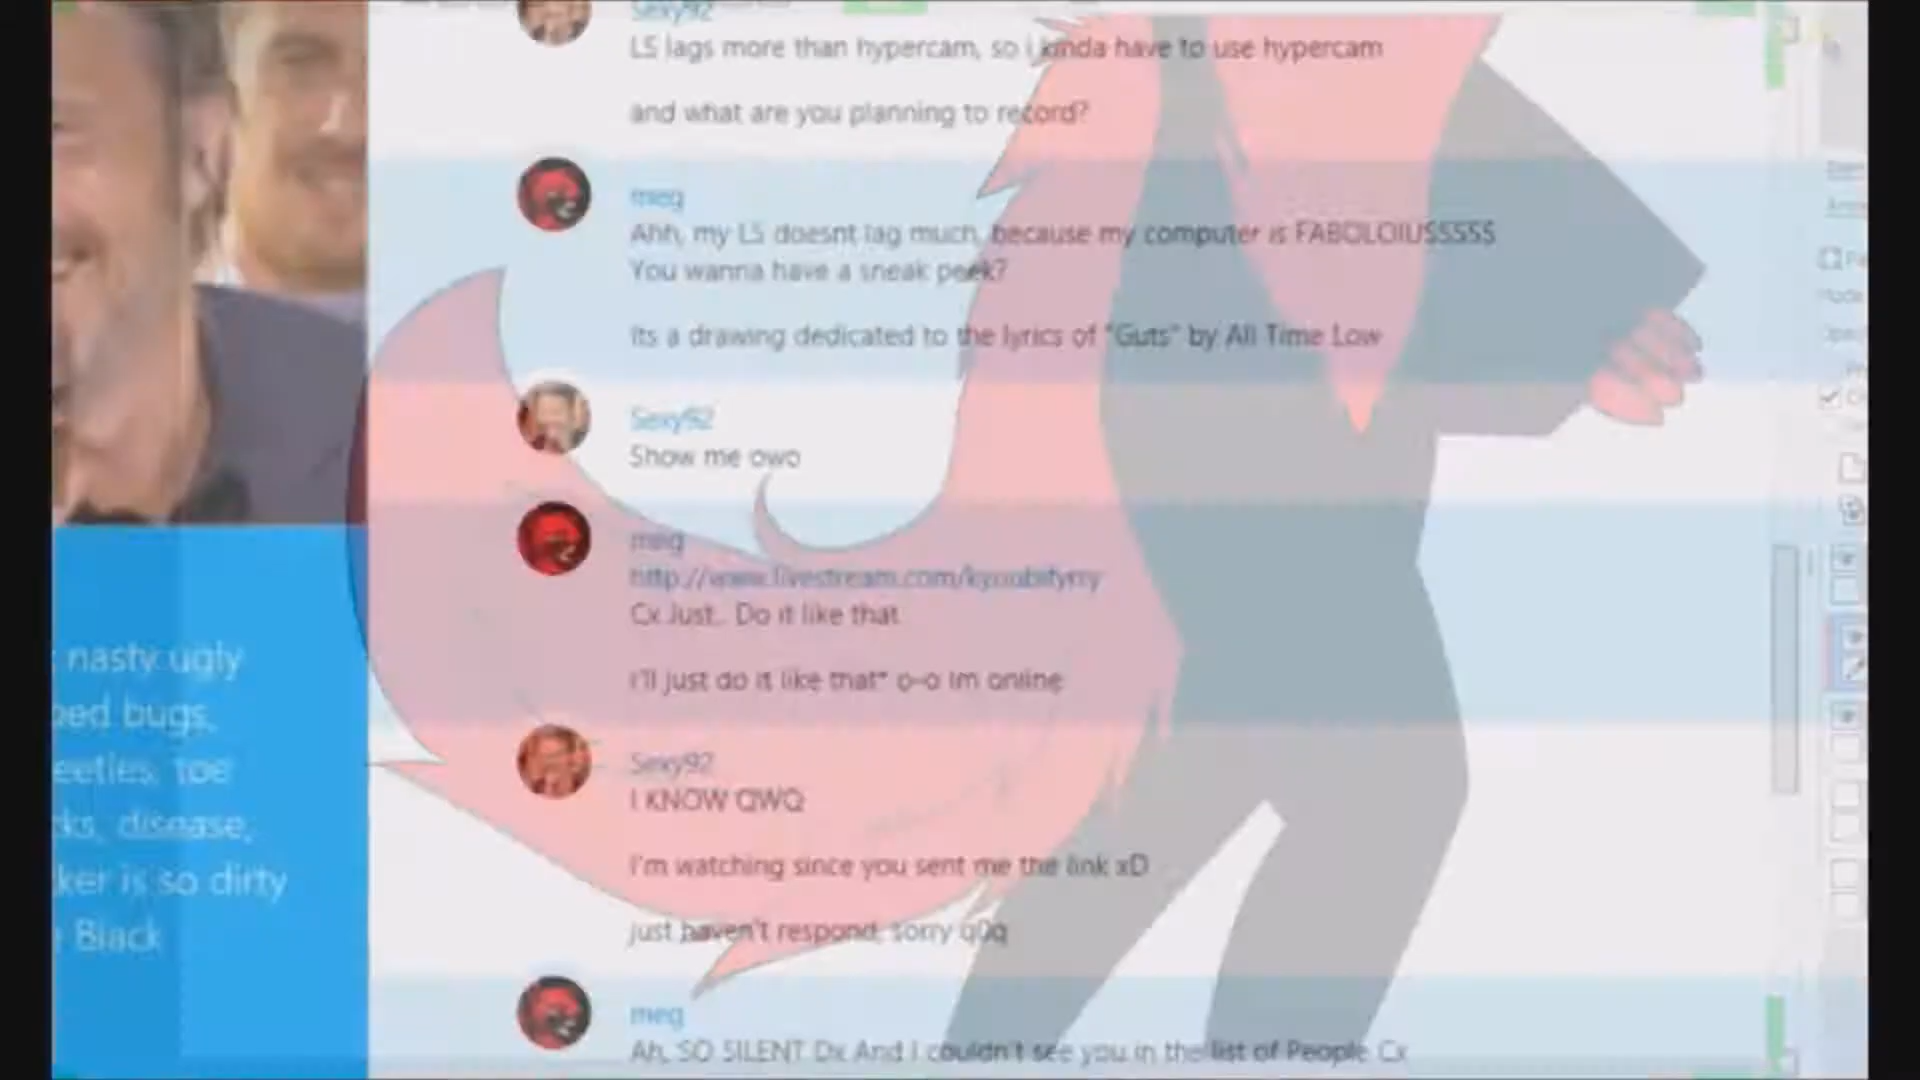 Sexy92
LS lags more than hypercam, so i kinda have to use hypercam
and what are you planning to record?
meg
Ahh, my LS doesnt lag much, because my computer is FABOLOIUSSSSS
You wanna have a sneak peek?
Its a drawing dedicated to the lyrics of "Guts" by All Time Low
Sexy92
Show me owo
meg
Cx Just.. Do it like that
I'll just do it like that* o-o Im online
Sexy92
I KNOW QWQ
I'm watching since you sent me the link xD
just haven't respond, sorry q0q
meg
Ah, SO SILENT Dx And I couldn't see you in the list of People Cx
nasty ugly
bed bugs,
toe
disease,
ker is so dirty
Black